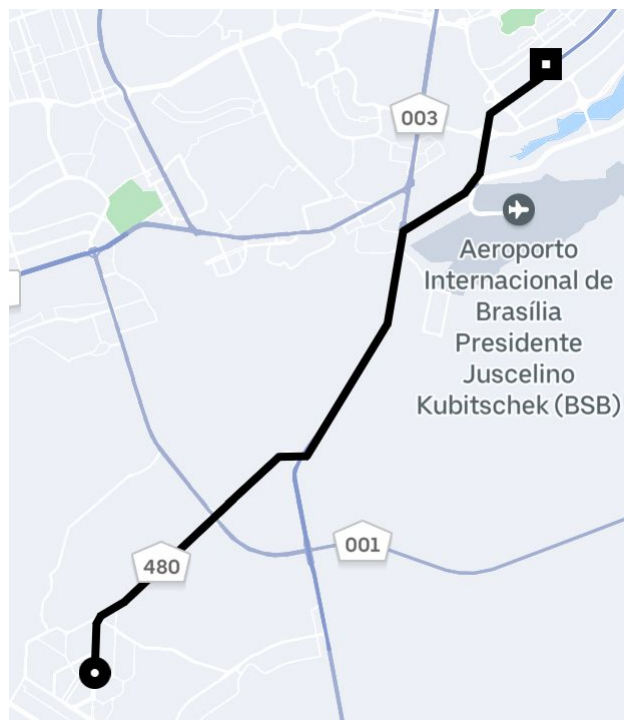 003
Aeroporto
Internacional de
Brasília
Presidente
Juscelino
Kubitschek (BSB)
001
480